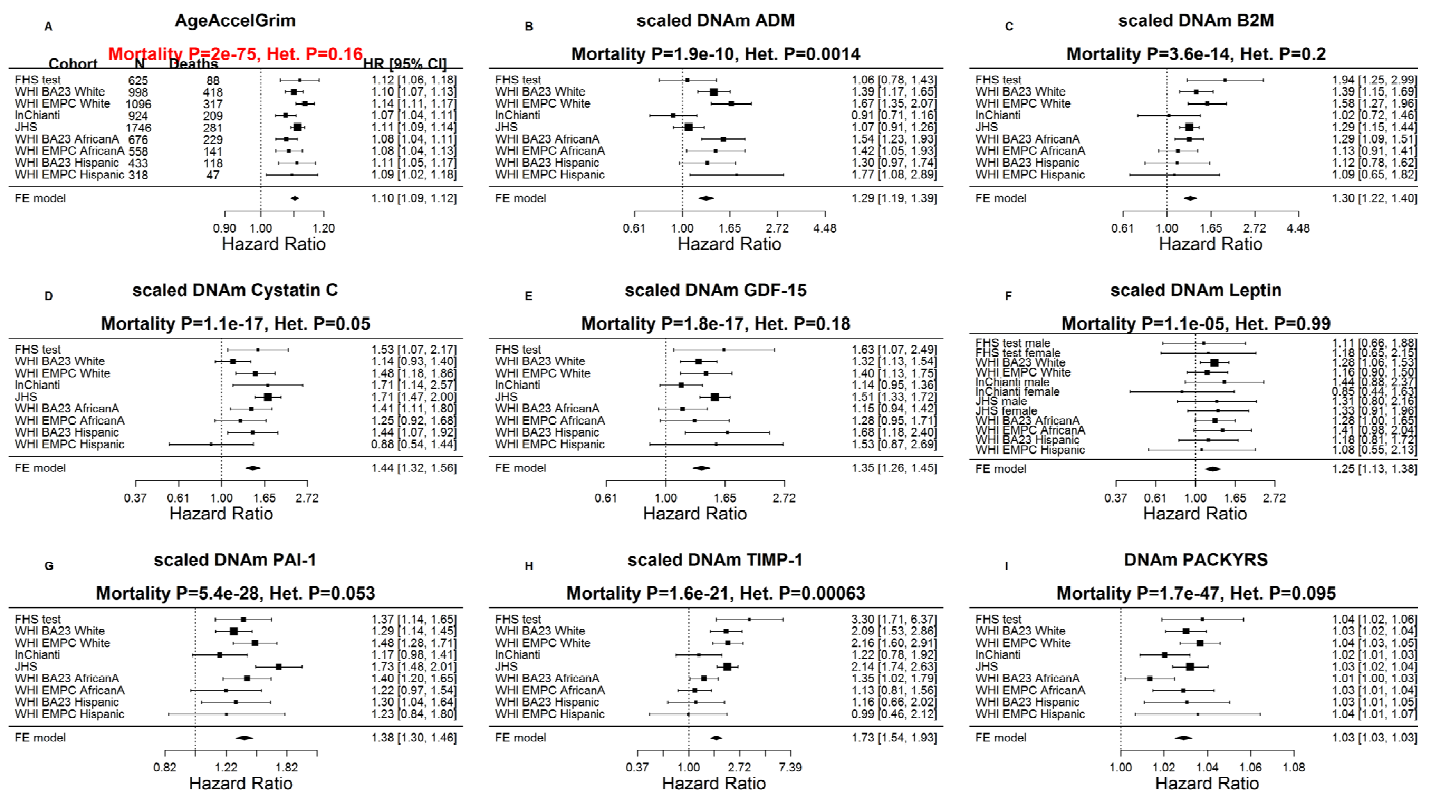 A
AgeAccelGrim
Mortality P=2e-75, Het. P=0.16
Cohort N Deaths HR [95% CI]
FHS test 625 88 1.12 [1.06, 1.18]
WHI BA23 White 998 418 1.10 [1.07, 1.13]
WHI EMPC White 1096 317 1.14 [1.11, 1.17]
InChianti 924 209 1.07 [1.04, 1.11]
JHS 1746 281 1.11 [1.09, 1.14]
WHI BA23 AfricanA 676 229 1.08 [1.04, 1.11]
WHI EMPC AfricanA 558 141 1.08 [1.04, 1.13]
WHI BA23 Hispanic 433 118 1.11 [1.05, 1.17]
WHI EMPC Hispanic 318 47 1.09 [1.02, 1.18]
FE model 1.10 [1.09, 1.12]
0.90 1.00 1.20
Hazard Ratio
B
scaled DNAm ADM
Mortality P=1.9e-10, Het. P=0.0014
FHS test 1.06 [0.78, 1.43]
WHI BA23 White 1.39 [1.17, 1.65]
WHI EMPC White 1.67 [1.35, 2.07]
InChianti 0.91 [0.71, 1.16]
JHS 1.07 [0.91, 1.26]
WHI BA23 AfricanA 1.54 [1.23, 1.93]
WHI EMPC AfricanA 1.42 [1.05, 1.93]
WHI BA23 Hispanic 1.30 [0.97, 1.74]
WHI EMPC Hispanic 1.77 [1.08, 2.89]
FE model 1.29 [1.19, 1.39]
0.61 1.00 1.65 2.72 4.48
Hazard Ratio
C
scaled DNAm B2M
Mortality P=3.6e-14, Het. P=0.2
FHS test 1.94 [1.25, 2.99]
WHI BA23 White 1.39 [1.15, 1.69]
WHI EMPC White 1.58 [1.27, 1.96]
InChianti 1.02 [0.72, 1.46]
JHS 1.29 [1.15, 1.44]
WHI BA23 AfricanA 1.29 [1.09, 1.51]
WHI EMPC AfricanA 1.13 [0.91, 1.41]
WHI BA23 Hispanic 1.12 [0.78, 1.62]
WHI EMPC Hispanic 1.09 [0.65, 1.82]
FE model 1.30 [1.22, 1.40]
0.61 1.00 1.65 2.72 4.48
Hazard Ratio
D
scaled DNAm Cystatin C
Mortality P=1.1e-17, Het. P=0.05
FHS test 1.53 [1.07, 2.17]
WHI BA23 White 1.14 [0.93, 1.40]
WHI EMPC White 1.48 [1.18, 1.86]
InChianti 1.71 [1.14, 2.57]
JHS 1.71 [1.47, 2.00]
WHI BA23 AfricanA 1.41 [1.11, 1.80]
WHI EMPC AfricanA 1.25 [0.92, 1.68]
WHI BA23 Hispanic 1.44 [1.07, 1.92]
WHI EMPC Hispanic 0.88 [0.54, 1.44]
FE model 1.44 [1.32, 1.56]
0.37 0.61 1.00 1.65 2.72
Hazard Ratio
E
scaled DNAm GDF-15
Mortality P=1.8e-17, Het. P=0.18
FHS test 1.63 [1.07, 2.49]
WHI BA23 White 1.32 [1.13, 1.54]
WHI EMPC White 1.40 [1.13, 1.75]
InChianti 1.14 [0.95, 1.36]
JHS 1.51 [1.33, 1.72]
WHI BA23 AfricanA 1.15 [0.94, 1.42]
WHI EMPC AfricanA 1.28 [0.95, 1.71]
WHI BA23 Hispanic 1.68 [1.18, 2.40]
WHI EMPC Hispanic 1.53 [0.87, 2.69]
FE model 1.35 [1.26, 1.45]
0.61 1.00 1.65 2.72
Hazard Ratio
F
scaled DNAm Leptin
Mortality P=1.1e-05, Het. P=0.99
FHS test male 1.11 [0.66, 1.88]
FHS test female 1.18 [0.65, 2.15]
WHI BA23 White 1.28 [1.06, 1.53]
WHI EMPC White 1.16 [0.90, 1.50]
InChianti male 1.44 [0.88, 2.37]
InChianti female 0.85 [0.44, 1.63]
JHS male 1.31 [0.80, 2.16]
JHS female 1.33 [0.91, 1.96]
WHI BA23 AfricanA 1.28 [1.00, 1.65]
WHI EMPC AfricanA 1.41 [0.98, 2.04]
WHI BA23 Hispanic 1.18 [0.81, 1.72]
WHI EMPC Hispanic 1.08 [0.55, 2.13]
FE model 1.25 [1.13, 1.38]
0.37 0.61 1.00 1.65 2.72
Hazard Ratio
G
scaled DNAm PAI-1
Mortality P=5.4e-28, Het. P=0.053
FHS test 1.37 [1.14, 1.65]
WHI BA23 White 1.29 [1.14, 1.45]
WHI EMPC White 1.48 [1.28, 1.71]
InChianti 1.17 [0.98, 1.41]
JHS 1.73 [1.48, 2.01]
WHI BA23 AfricanA 1.40 [1.20, 1.65]
WHI EMPC AfricanA 1.22 [0.97, 1.54]
WHI BA23 Hispanic 1.30 [1.04, 1.64]
WHI EMPC Hispanic 1.23 [0.84, 1.80]
FE model 1.38 [1.30, 1.46]
0.82 1.22 1.82
Hazard Ratio
H
scaled DNAm TIMP-1
Mortality P=1.6e-21, Het. P=0.00063
FHS test 3.30 [1.71, 6.37]
WHI BA23 White 2.09 [1.53, 2.86]
WHI EMPC White 2.16 [1.60, 2.91]
InChianti 1.22 [0.78, 1.92]
JHS 2.14 [1.74, 2.63]
WHI BA23 AfricanA 1.35 [1.02, 1.79]
WHI EMPC AfricanA 1.13 [0.81, 1.56]
WHI BA23 Hispanic 1.16 [0.66, 2.02]
WHI EMPC Hispanic 0.99 [0.46, 2.12]
FE model 1.73 [1.54, 1.93]
0.37 1.00 2.72 7.39
Hazard Ratio
I
DNAm PACKYRS
Mortality P=1.7e-47, Het. P=0.095
FHS test 1.04 [1.02, 1.06]
WHI BA23 White 1.03 [1.02, 1.04]
WHI EMPC White 1.04 [1.03, 1.05]
InChianti 1.02 [1.01, 1.03]
JHS 1.03 [1.02, 1.04]
WHI BA23 AfricanA 1.01 [1.00, 1.03]
WHI EMPC AfricanA 1.03 [1.01, 1.04]
WHI BA23 Hispanic 1.03 [1.01, 1.05]
WHI EMPC Hispanic 1.04 [1.01, 1.07]
FE model 1.03 [1.03, 1.03]
1.00 1.02 1.04 1.06 1.08
Hazard Ratio